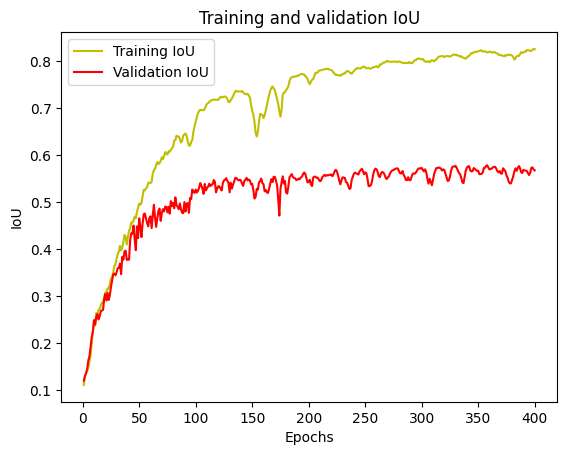 Training and validation IoU
Training IoU
Validation IoU
0.8
0.7
0.6
0.5
0.4
0.3
0.2
0.1
IoU
0 50 100 150 200 250 300 350 400
Epochs